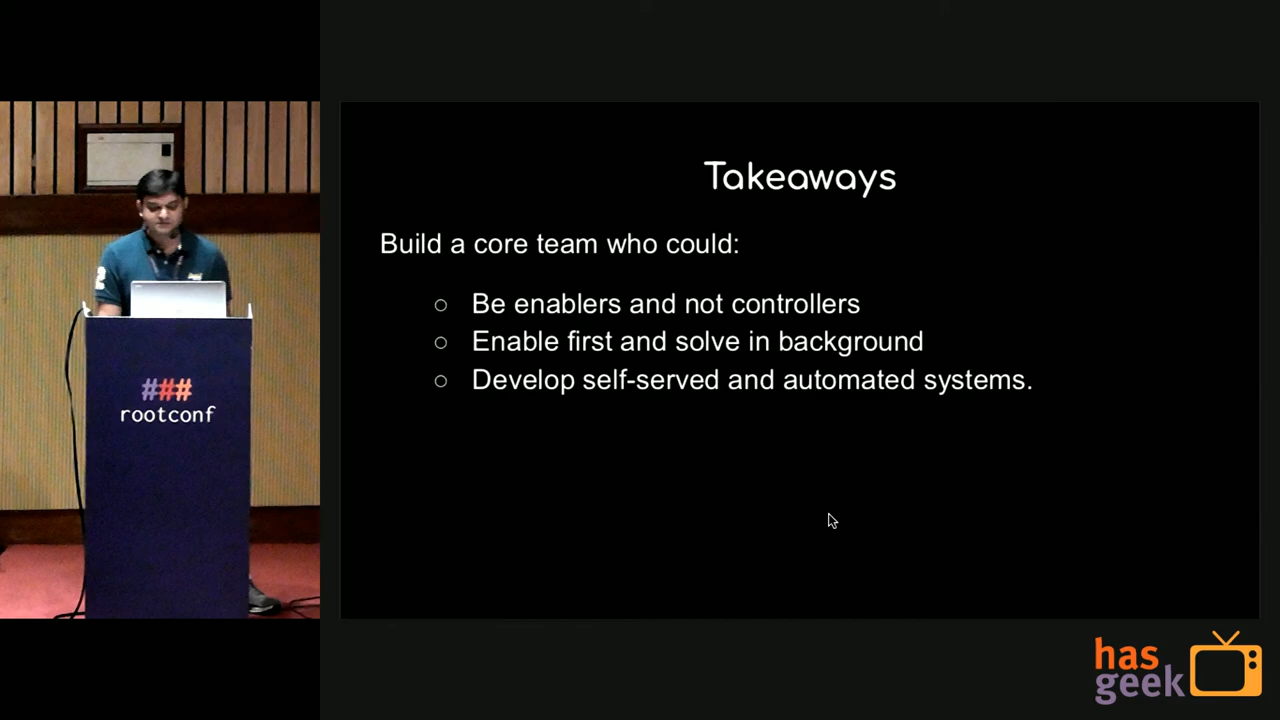 Takeaways
Build a core team who could:
○ Be enablers and not controllers
○ Enable first and solve in background
○ Develop self-served and automated systems.
###
rootconf
has
geek